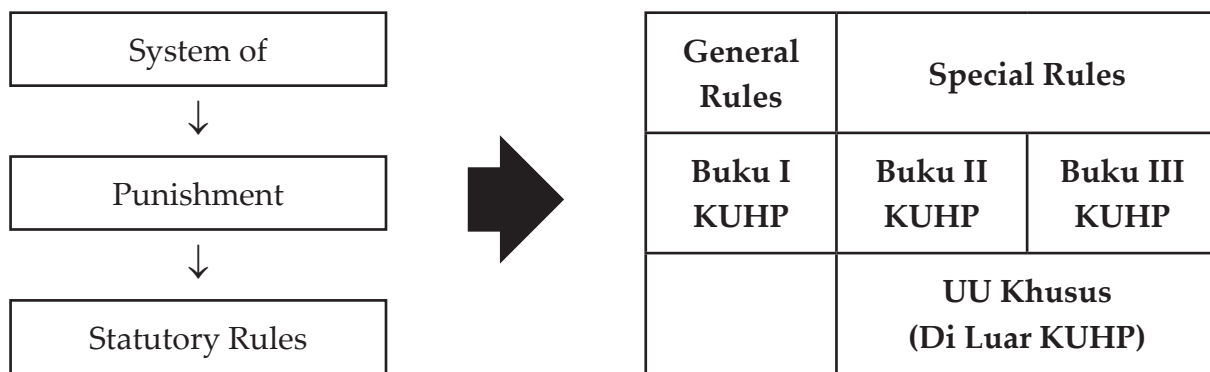 System of
↓
Punishment
↓
Statutory Rules
General
Rules
Special Rules
Buku I
KUHP
Buku II
KUHP
Buku III
KUHP
UU Khusus
(Di Luar KUHP)